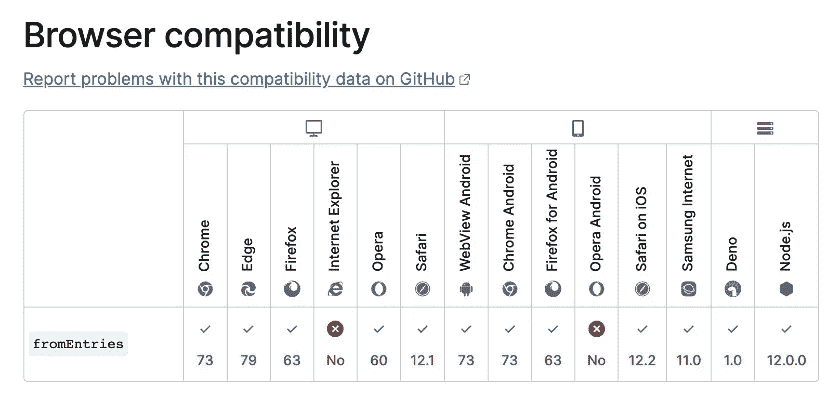 Browser compatibility
Report problems with this compatibility data on GitHub
Chrome
Edge
Firefox
Internet Explorer
Opera
Safari
WebView Android
Chrome Android
Firefox for Android
Opera Android
Safari on iOS
Samsung Internet
Deno
Node.js
fromEntries
73 79 63 No 60 12.1 73 73 63 No 12.2 11.0 1.0 12.0.0